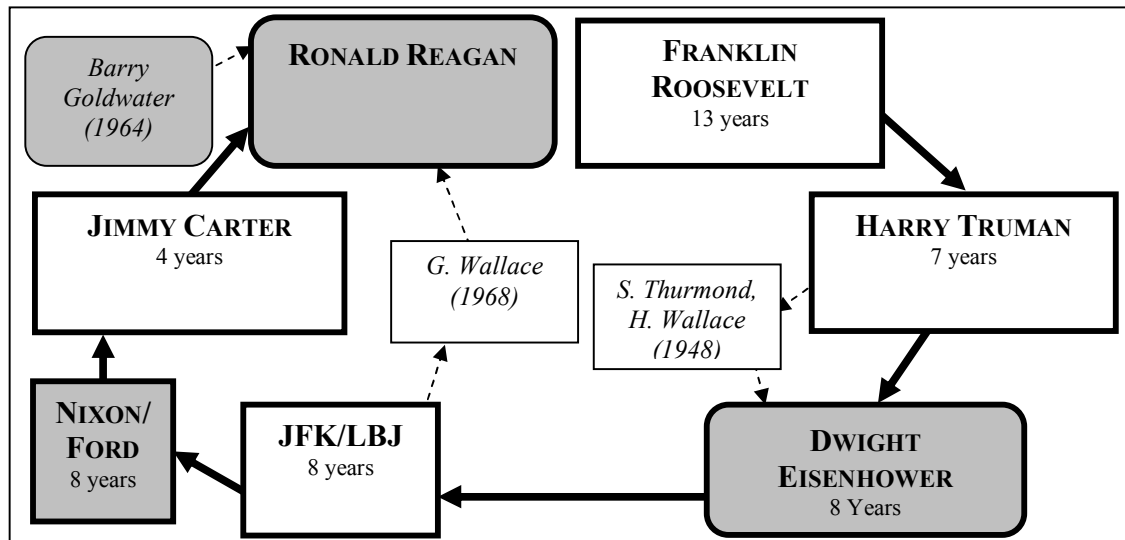 Barry
Goldwater
(1964)
RONALD REAGAN
FRANKLIN
ROOSEVELT
13 years
JIMMY CARTER
4 years
G. Wallace
(1968)
S. Thurmond,
H. Wallace
(1948)
HARRY TRUMAN
7 years
NIXON/
FORD
8 years
JFK/LBJ
8 years
DWIGHT
EISENHOWER
8 Years